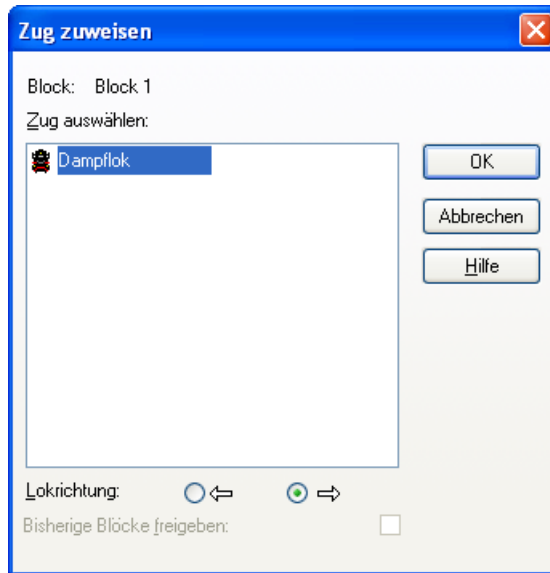 Zug zuweisen
Block: Block 1
Zug auswählen:
Dampflok
OK
Abbrechen
Hilfe
Lokrichtung:
Bisherige Blöcke freigeben: